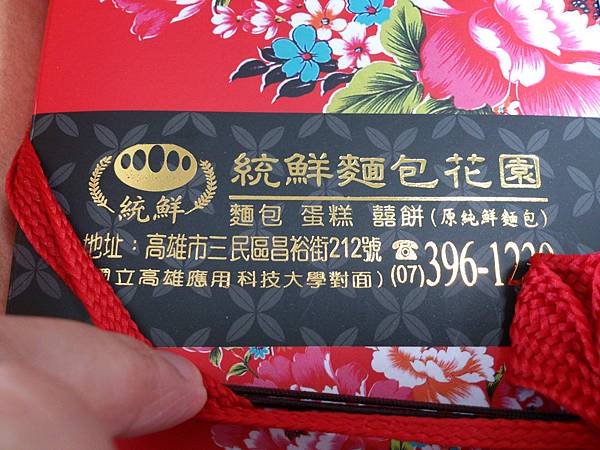 統鮮
統鮮麵包花園
麵包 蛋糕 囍餅(原純鮮麵包)
地址：高雄市三民區昌裕街212號 ☎(07)396-12
立高雄應用科技大學對面)